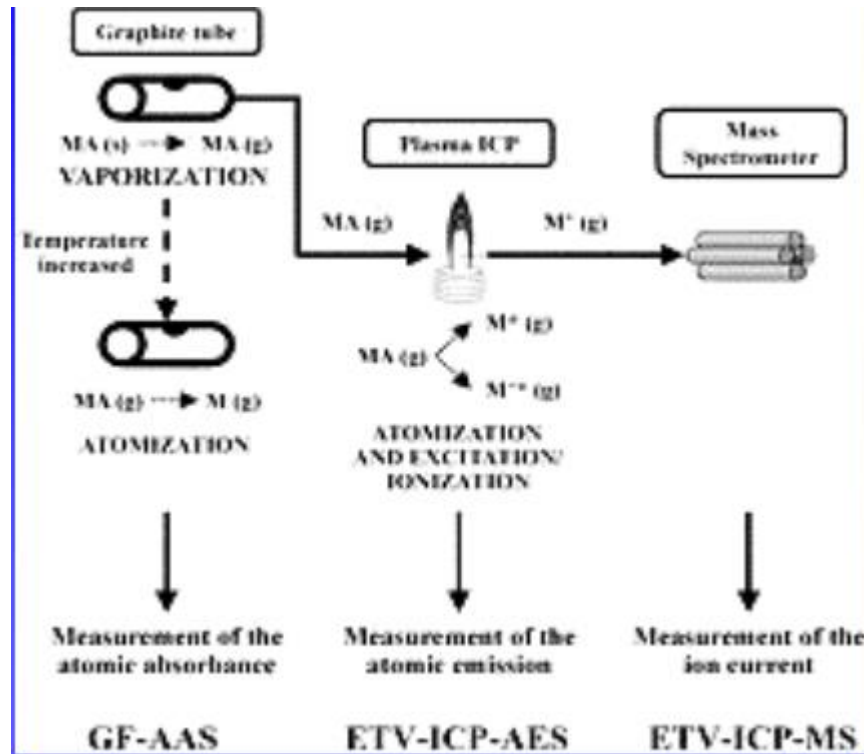 Graphite tube
MA (s) → MA (g)
VAPORIZATION
Temperature
increased
MA (g) → M (g)
ATOMIZATION
Measurement of the
atomic absorbance
GF-AAS
Plasma ICP
MA (g)
MA (g)
ATOMIZATION
AND EXCITATION/
IONIZATION
Measurement of the
atomic emission
ETV-ICP-AES
Mass
Spectrometer
M⁺ (g)
Measurement of the
ion current
ETV-ICP-MS